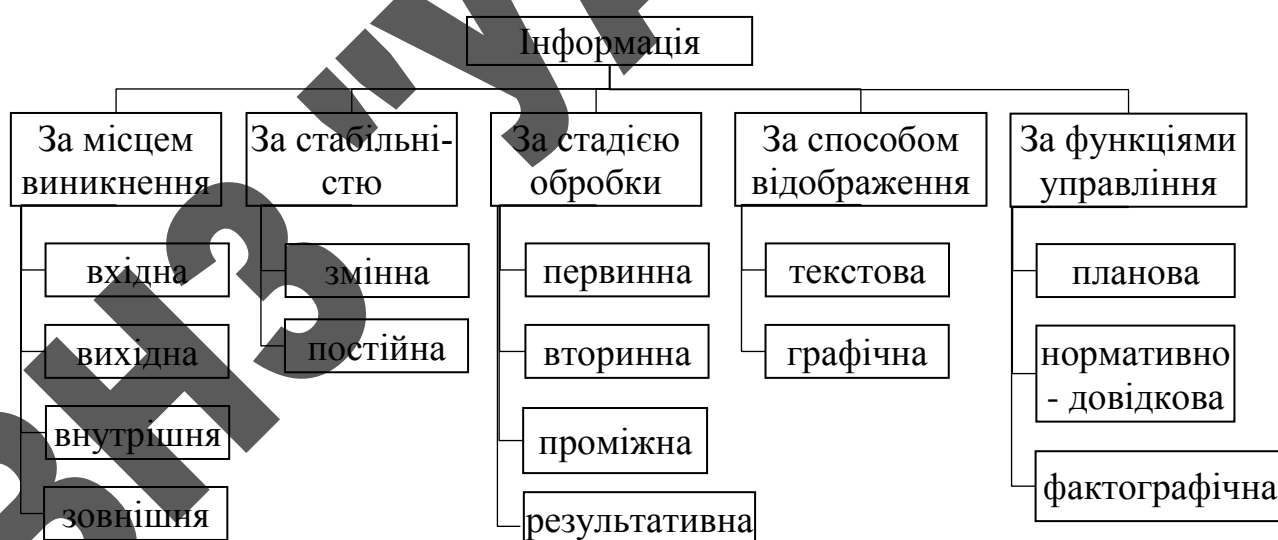 Інформація
За місцем
виникнення
вхідна
вихідна
внутрішня
зовнішня
За стабільні-
стю
змінна
постійна
За стадією
обробки
первинна
вторинна
проміжна
результативна
За способом
відображення
текстова
графічна
За функціями
управління
планова
нормативно
- довідкова
фактографічна
ВНЗ "У